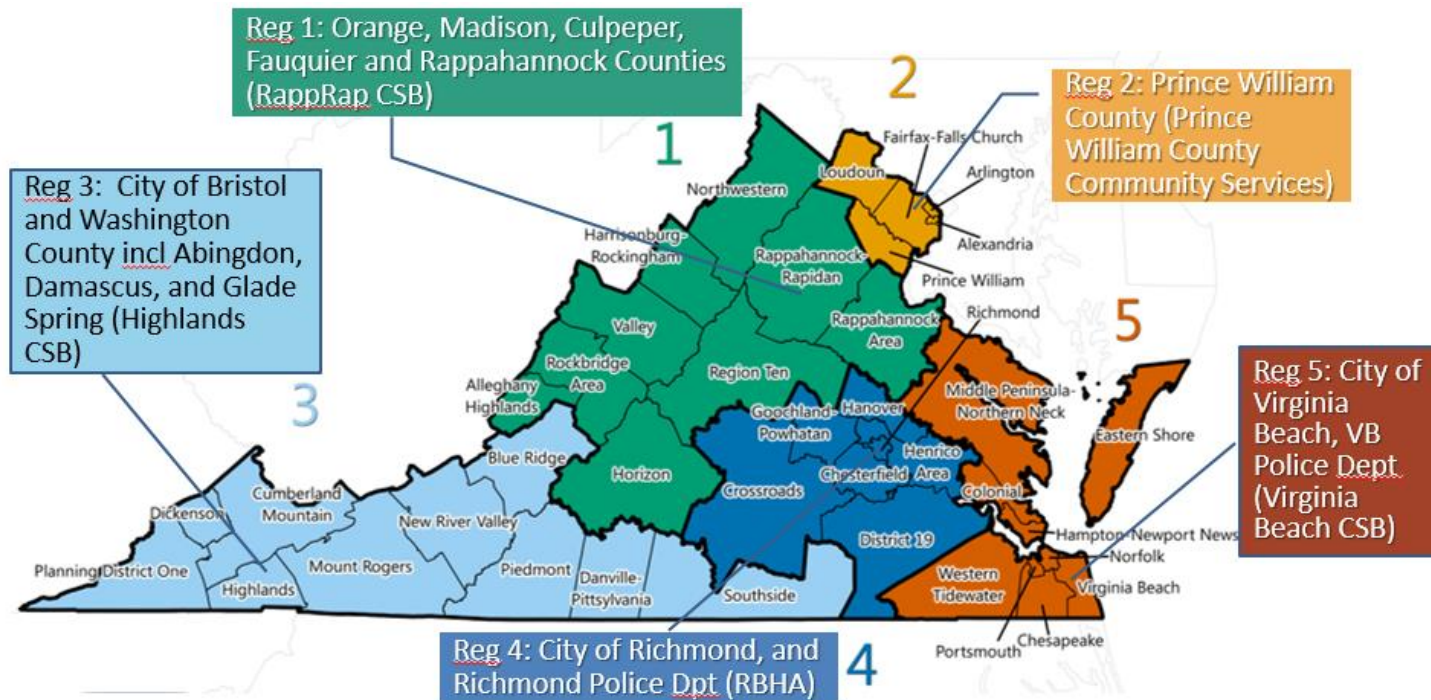 Reg 1: Orange, Madison, Culpeper,
Fauquier and Rappahannock Counties
(RappRap CSB)
2
Reg 2: Prince William
County (Prince
William County
Community Services)
1
Reg 3: City of Bristol
and Washington
County incl Abingdon,
Damascus, and Glade
Spring (Highlands
CSB)
3
Fairfax-Falls Church
Loudoun
Arlington
Alexandria
Prince William
Northwestern
Harrisonburg-
Rockingham
Rappahannock-
Rapidan
Richmond
Valley
Rappahannock
Area
5
Rockbridge
Area
Region Ten
Alleghany
Highlands
Middle Peninsula-
Northern Neck
Goochland-
Powhatan
Hanover
Eastern Shore
Reg 5: City of
Virginia
Beach, VB
Police Dept
(Virginia
Beach CSB)
Blue Ridge
Horizon
Henrico
Area
Chesterfield
Crossroads
Colonial
Cumberland
Mountain
Dickenson
New River Valley
Hampton-Newport News
District 19
Norfolk
Planning District One
Mount Rogers
Piedmont
Highlands
Danville-
Pittsylvania
Southside
Western
Tidewater
Virginia Beach
Chesapeake
Portsmouth
Reg 4: City of Richmond, and
Richmond Police Dpt (RBHA)
4